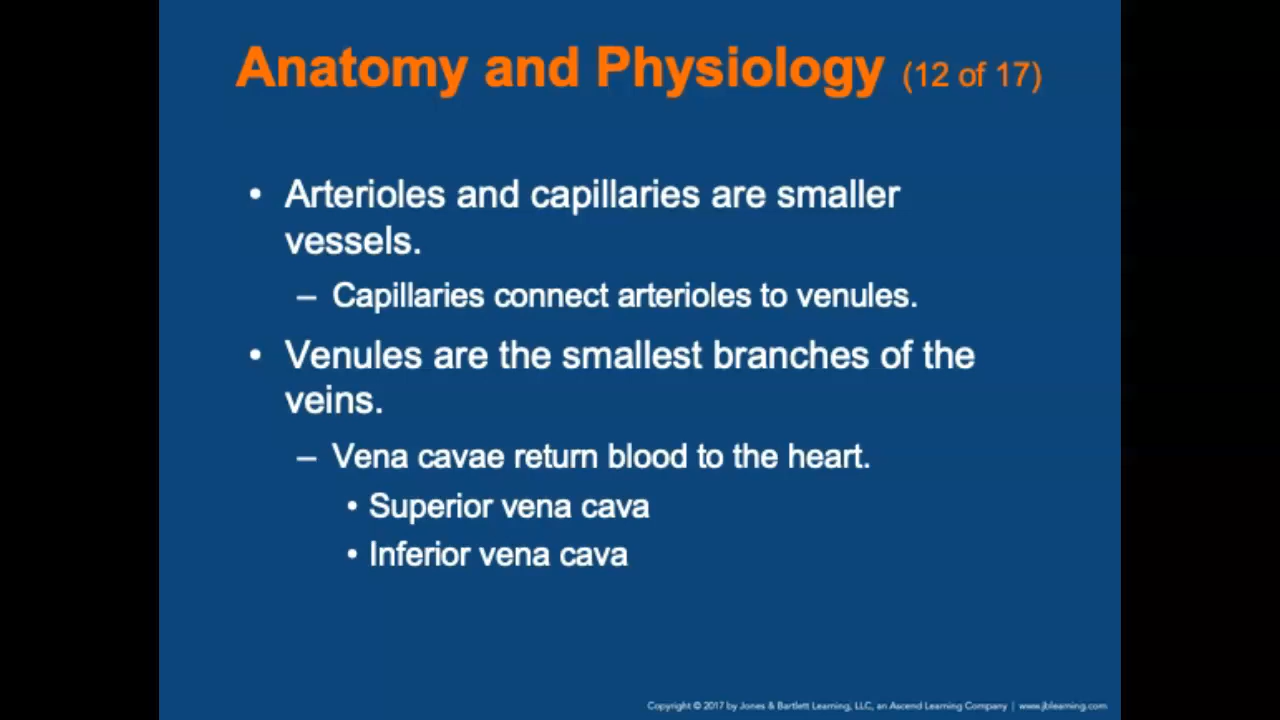 Anatomy and Physiology (12 of 17)
• Arterioles and capillaries are smaller
vessels.
– Capillaries connect arterioles to venules.
• Venules are the smallest branches of the
veins.
– Vena cavae return blood to the heart.
• Superior vena cava
• Inferior vena cava
Copyright © 2017 by Jones & Bartlett Learning, LLC, an Ascend Learning Company | www.jblearning.com